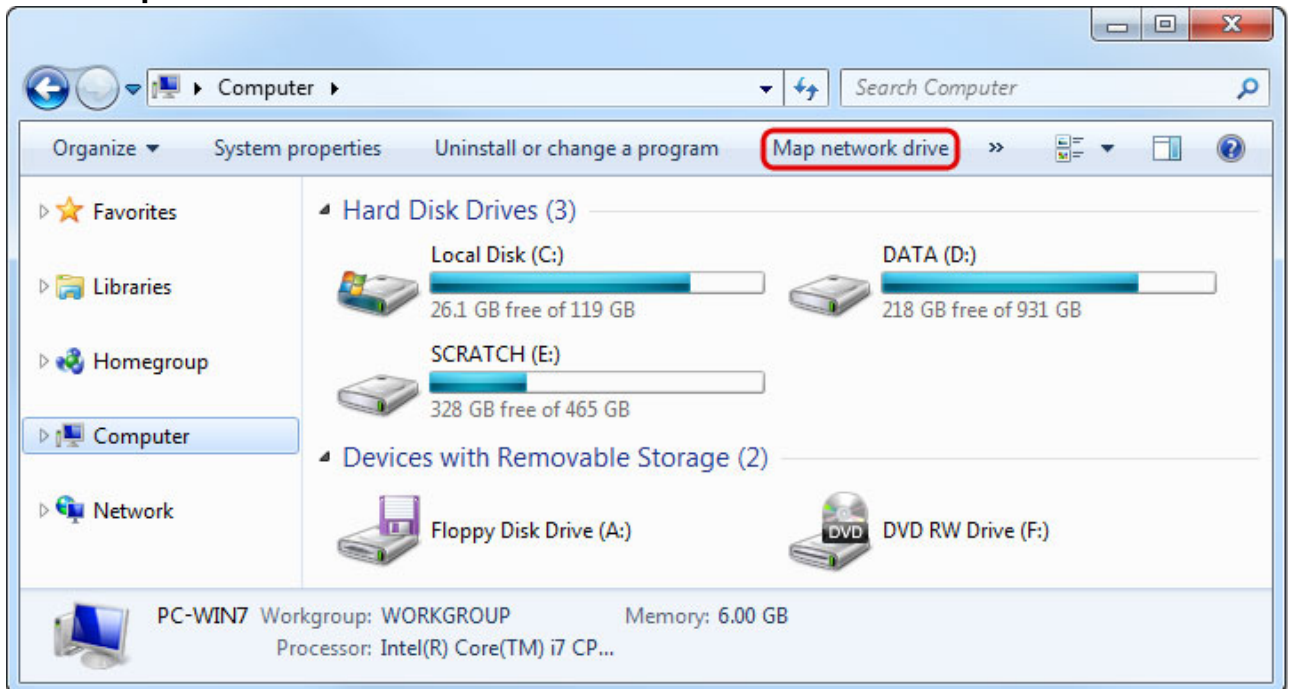 Computer
Search Computer
Organize
System properties
Uninstall or change a program
Map network drive
»
Favorites
Libraries
Homegroup
Computer
Network
Hard Disk Drives (3)
Local Disk (C:)
26.1 GB free of 119 GB
DATA (D:)
218 GB free of 931 GB
SCRATCH (E:)
328 GB free of 465 GB
Devices with Removable Storage (2)
Floppy Disk Drive (A:)
DVD
DVD RW Drive (F:)
PC-WIN7 Workgroup: WORKGROUP Memory: 6.00 GB
Processor: Intel(R) Core(TM) i7 CP...